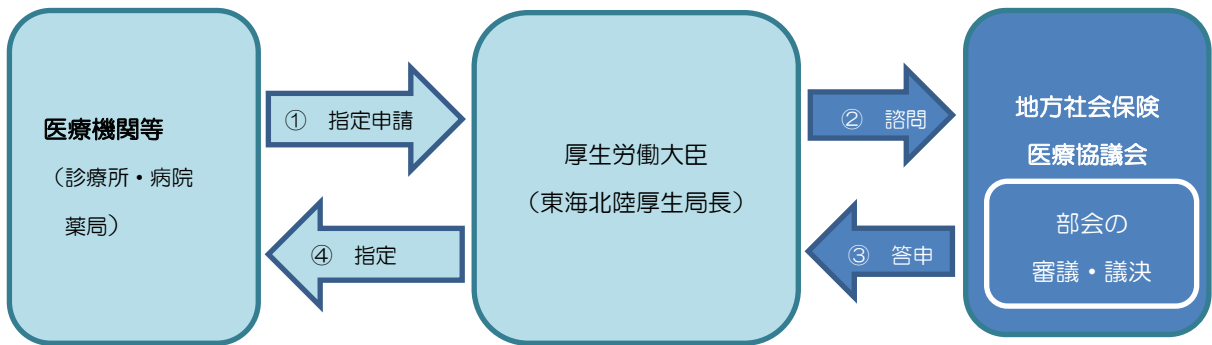 医療機関等
（診療所・病院
薬局）
① 指定申請
④ 指定
厚生労働大臣
（東海北陸厚生局長）
② 諮問
③ 答申
地方社会保険
医療協議会
部会の
審議・議決